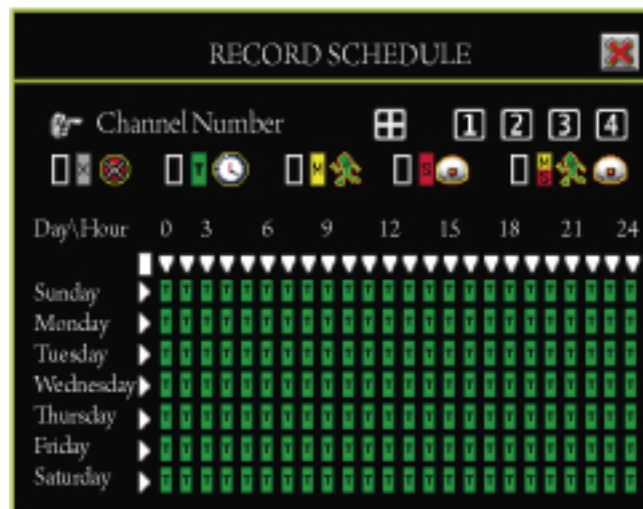 RECORD SCHEDULE
Channel Number 1 2 3 4
X T M S M S
Day\Hour 0 3 6 9 12 15 18 21 24
Sunday T T T T T T T T T T T T T T T T T T T T T T T T
Monday T T T T T T T T T T T T T T T T T T T T T T T T
Tuesday T T T T T T T T T T T T T T T T T T T T T T T T
Wednesday T T T T T T T T T T T T T T T T T T T T T T T T
Thursday T T T T T T T T T T T T T T T T T T T T T T T T
Friday T T T T T T T T T T T T T T T T T T T T T T T T
Saturday T T T T T T T T T T T T T T T T T T T T T T T T